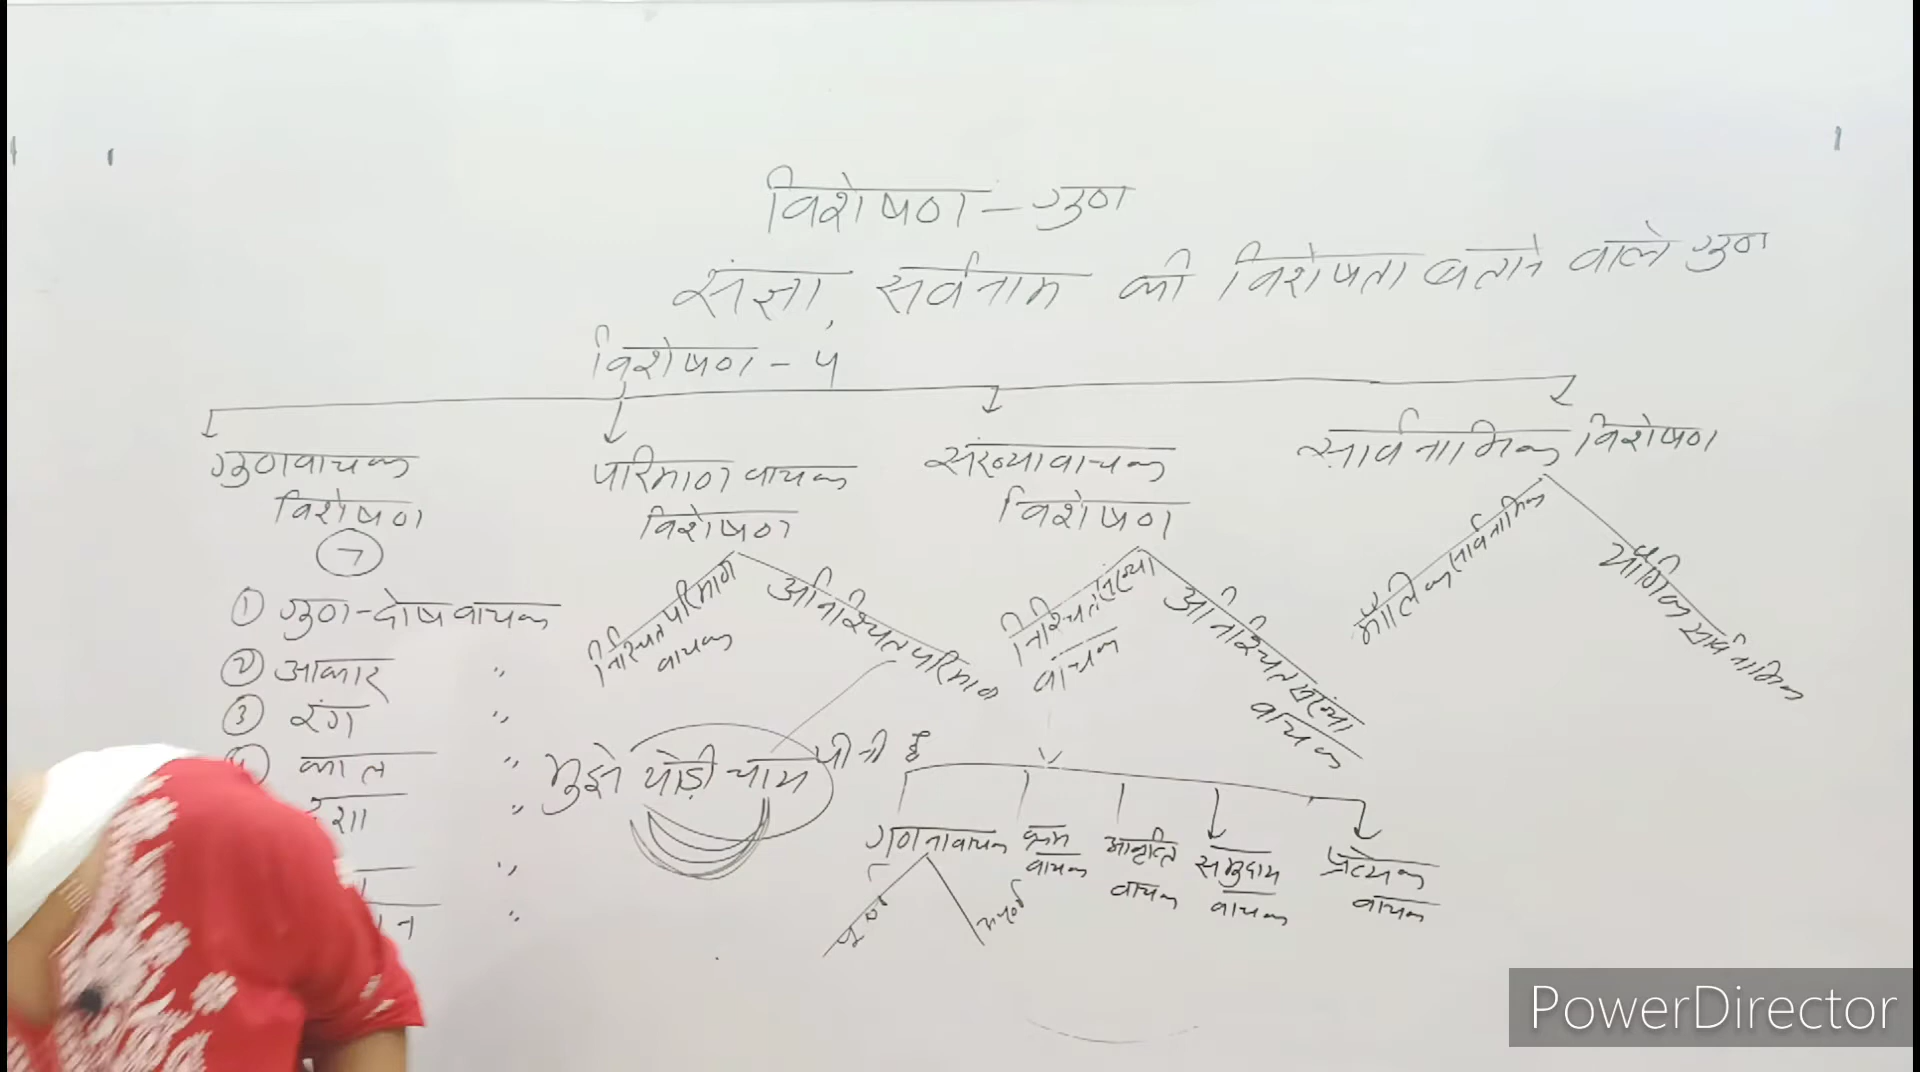 विशेषण - गुण
संज्ञा, सर्वनाम की विशेषता बताने वाले गुण
विशेषण - 4
गुणवाचक विशेषण
7
① गुण-दोष वाचक
② आकार "
③ रंग "
काल "
"
"
"
परिमाण वाचक विशेषण
निश्चित परिमाण वाचक
अनिश्चित परिमाण
मुझे थोड़ी चाय पीनी है
संख्यावाचक विशेषण
निश्चित संख्या वाचक
अनिश्चित संख्या वाचक
गणनावाचक
पूर्ण
अपूर्ण
क्रम वाचक
आवृत्ति वाचक
समुदाय वाचक
प्रत्येक वाचक
सार्वनामिक विशेषण
मौलिक सार्वनामिक
यौगिक सार्वनामिक
PowerDirector